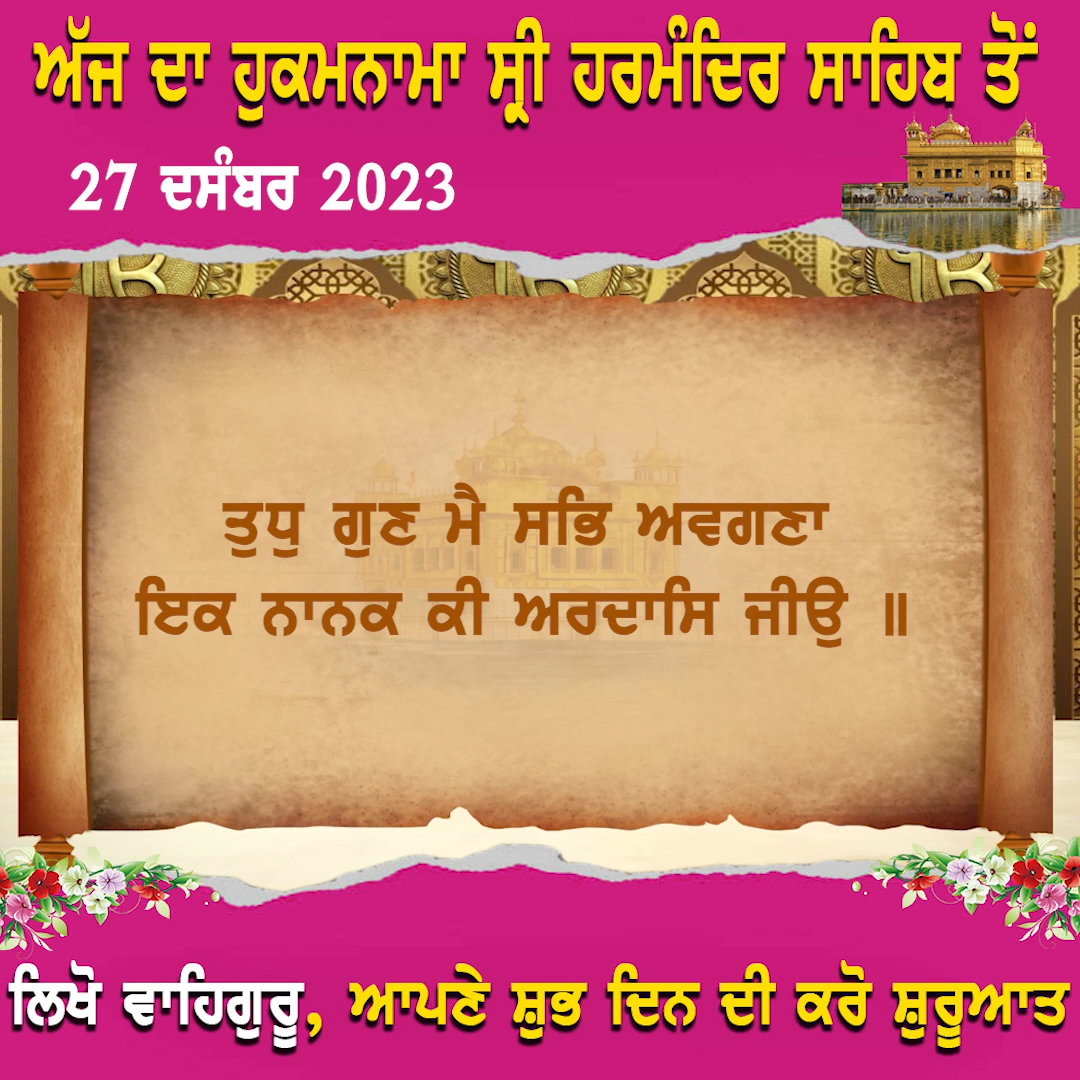 ਅੱਜ ਦਾ ਹੁਕਮਨਾਮਾ ਸ੍ਰੀ ਹਰਮੰਦਿਰ ਸਾਹਿਬ ਤੋਂ
27 ਦਸੰਬਰ 2023
ਤੁਧੁ ਗੁਣ ਮੈ ਸਭਿ ਅਵਗਣਾ
ਇਕ ਨਾਨਕ ਕੀ ਅਰਦਾਸਿ ਜੀਉ ॥
ਲਿਖੋ ਵਾਹਿਗੁਰੂ, ਆਪਣੇ ਸ਼ੁਭ ਦਿਨ ਦੀ ਕਰੋ ਸ਼ੁਰੂਆਤ